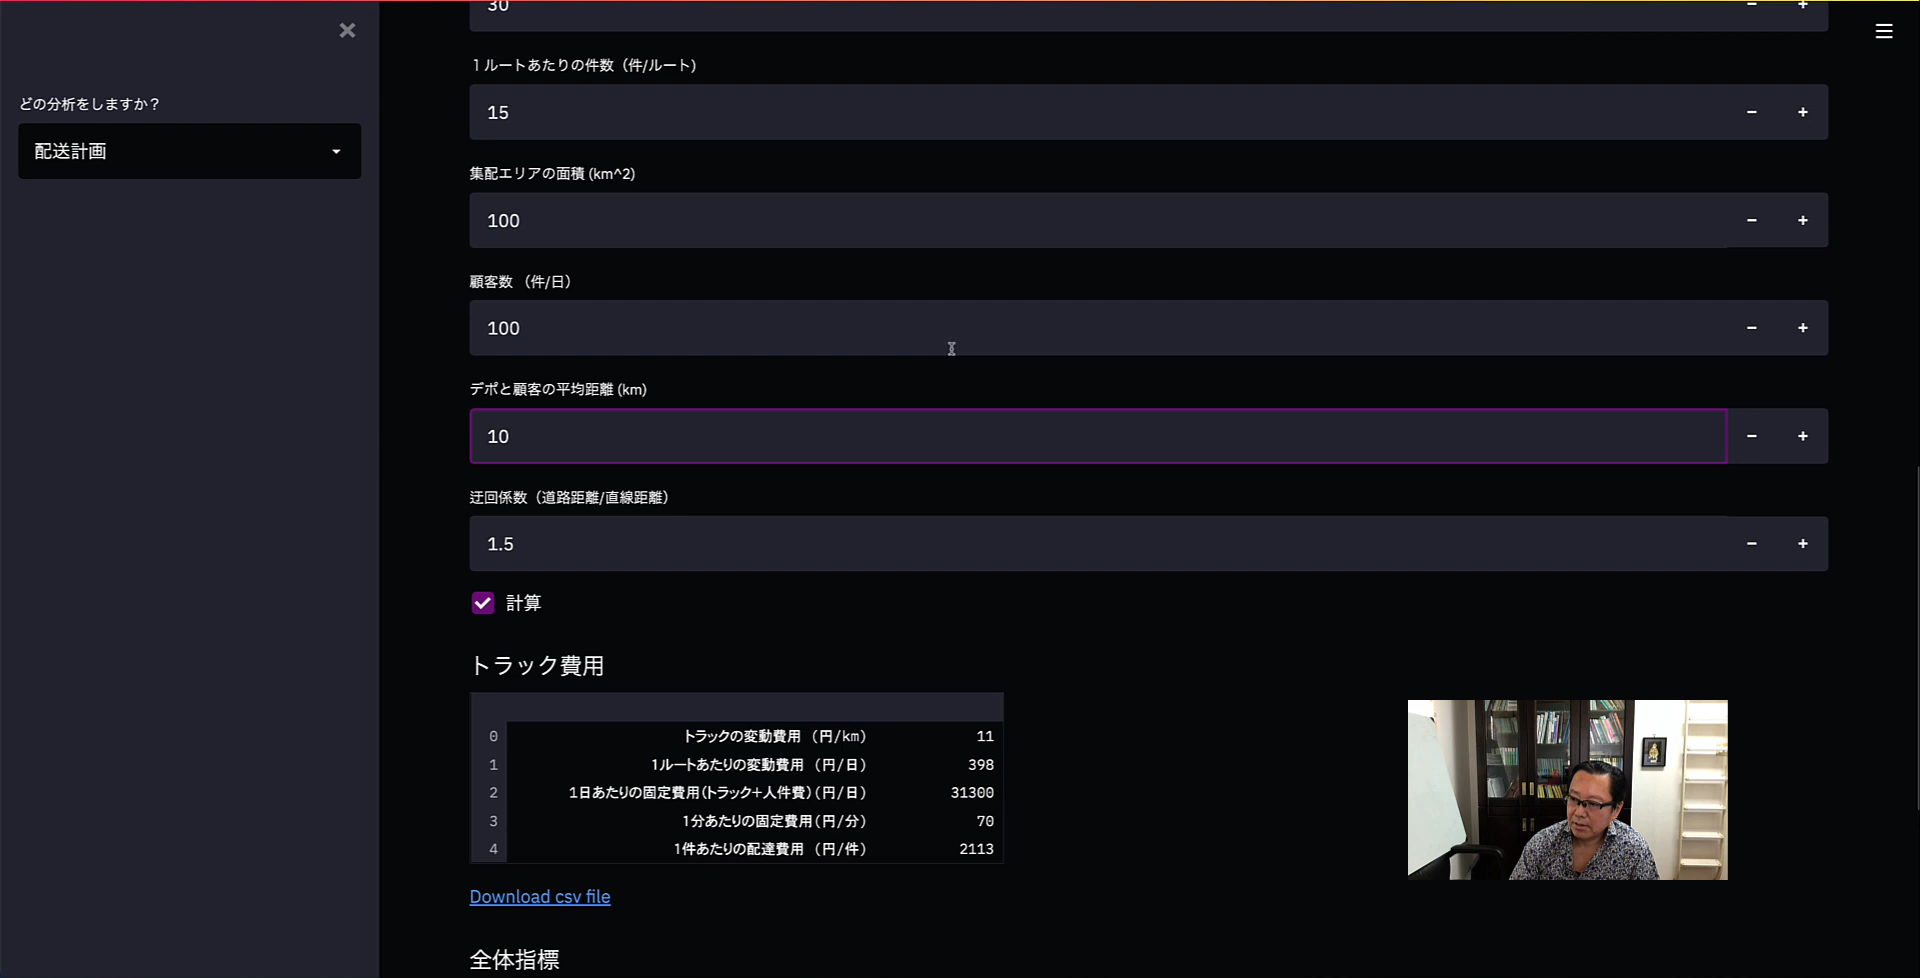 どの分析をしますか？
配送計画
30
１ルートあたりの件数（件/ルート）
15
集配エリアの面積 (km^2)
100
顧客数 （件/日）
100
デポと顧客の平均距離 (km)
10
迂回係数（道路距離/直線距離）
1.5
計算
トラック費用
0 トラックの変動費用 (円/km) 11
1 1ルートあたりの変動費用 (円/日) 398
2 1日あたりの固定費用(トラック+人件費)(円/日) 31300
3 1分あたりの固定費用(円/分) 70
4 1件あたりの配達費用 (円/件) 2113
Download csv file
全体指標